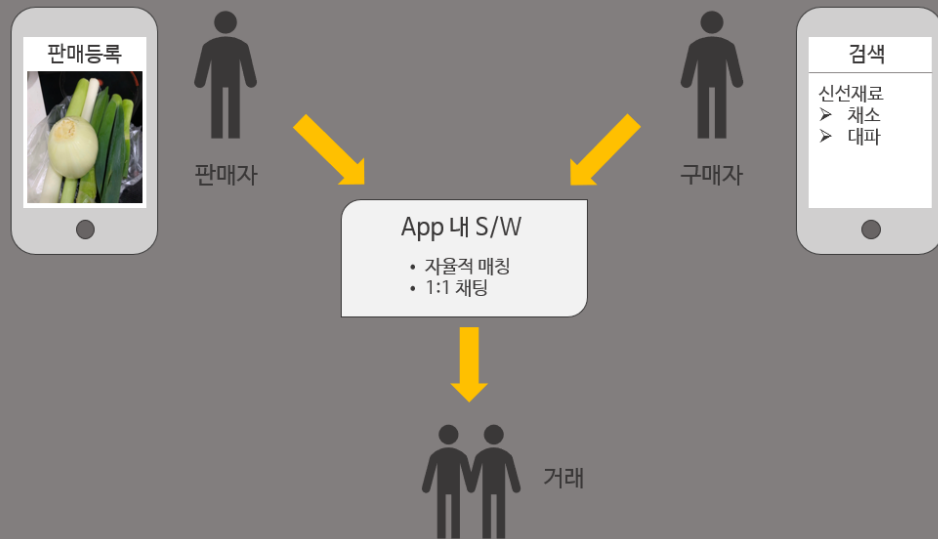 판매등록
판매자
구매자
검색
신선재료
➢ 채소
➢ 대파
App 내 S/W
• 자율적 매칭
• 1:1 채팅
거래